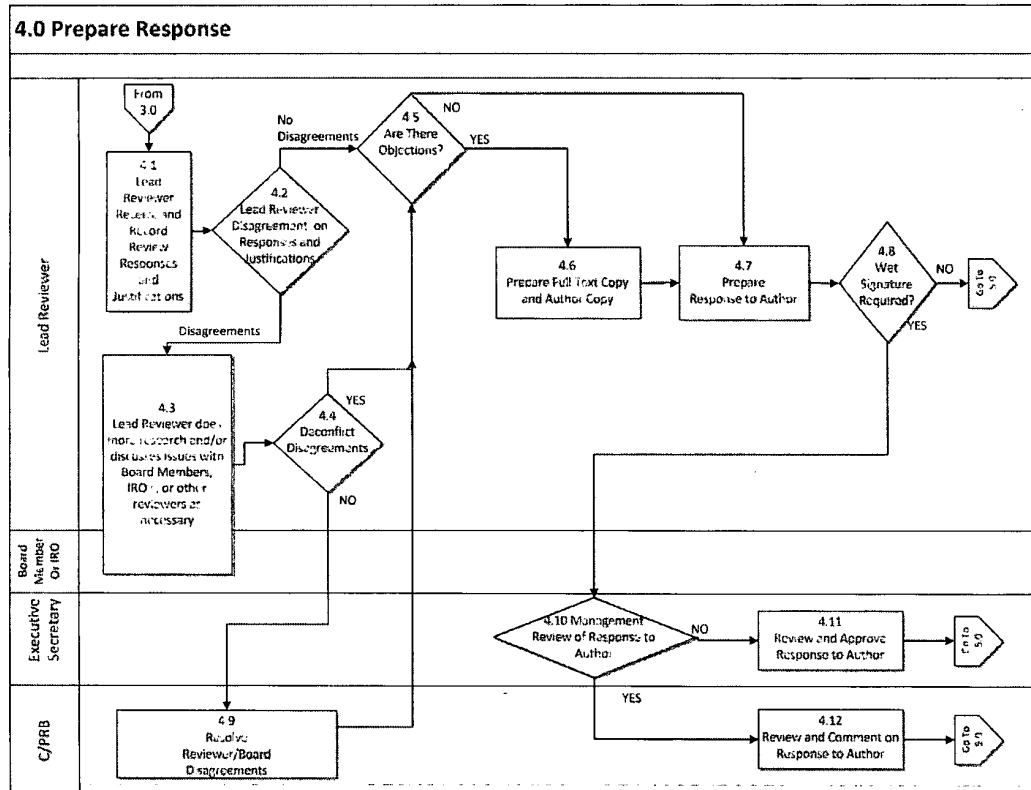 4.0 Prepare Response
Lead Reviewer
From
3.0
4.1
Lead
Reviewer
and
Record
Review
Responses
and
Justifications
4.2
Lead Reviewer
Disagreement on
Responses and
Justifications
No
Disagreements
Disagreements
4.3
Lead Reviewer does
more research and/or
discusses issues with
Board Members,
or other
reviewers as
necessary
4.4
Deconflict
Disagreements
YES
NO
4.5
Are There
Objections?
NO
YES
4.6
Prepare Full Text Copy
and Author Copy
4.7
Prepare
Response to Author
4.8
Wet
Signature
Required?
NO
YES
Go To
5.0
Board
Member
Or IRO
Executive
Secretary
4.10 Management
Review of Response to
Author
NO
YES
4.11
Review and Approve
Response to Author
Go To
5.0
C/PRB
4.9
Resolve
Reviewer/Board
Disagreements
4.12
Review and Comment on
Response to Author
Go To
5.0